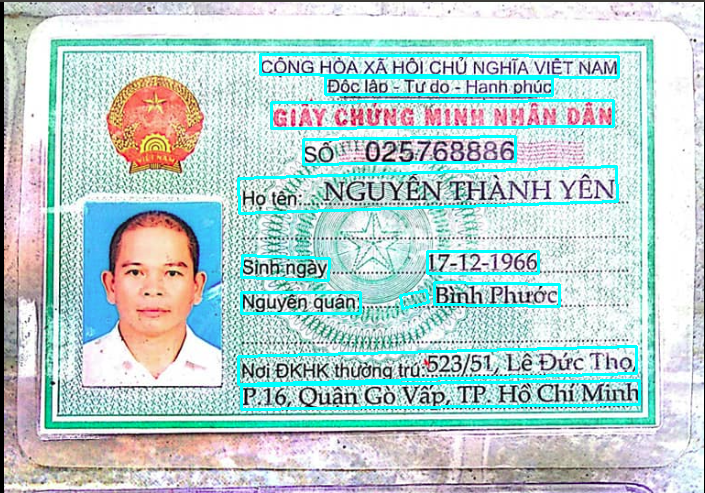 CỘNG HÒA XÃ HỘI CHỦ NGHĨA VIỆT NAM
Độc lập - Tự do - Hạnh phúc
GIẤY CHỨNG MINH NHÂN DÂN
SỐ 025768886
Họ tên: NGUYỄN THÀNH YÊN
Sinh ngày 17-12-1966
Nguyên quán: Bình Phước
Nơi ĐKHK thường trú: 523/51, Lê Đức Thọ,
P.16, Quận Gò Vấp, TP. Hồ Chí Minh
VIỆT NAM